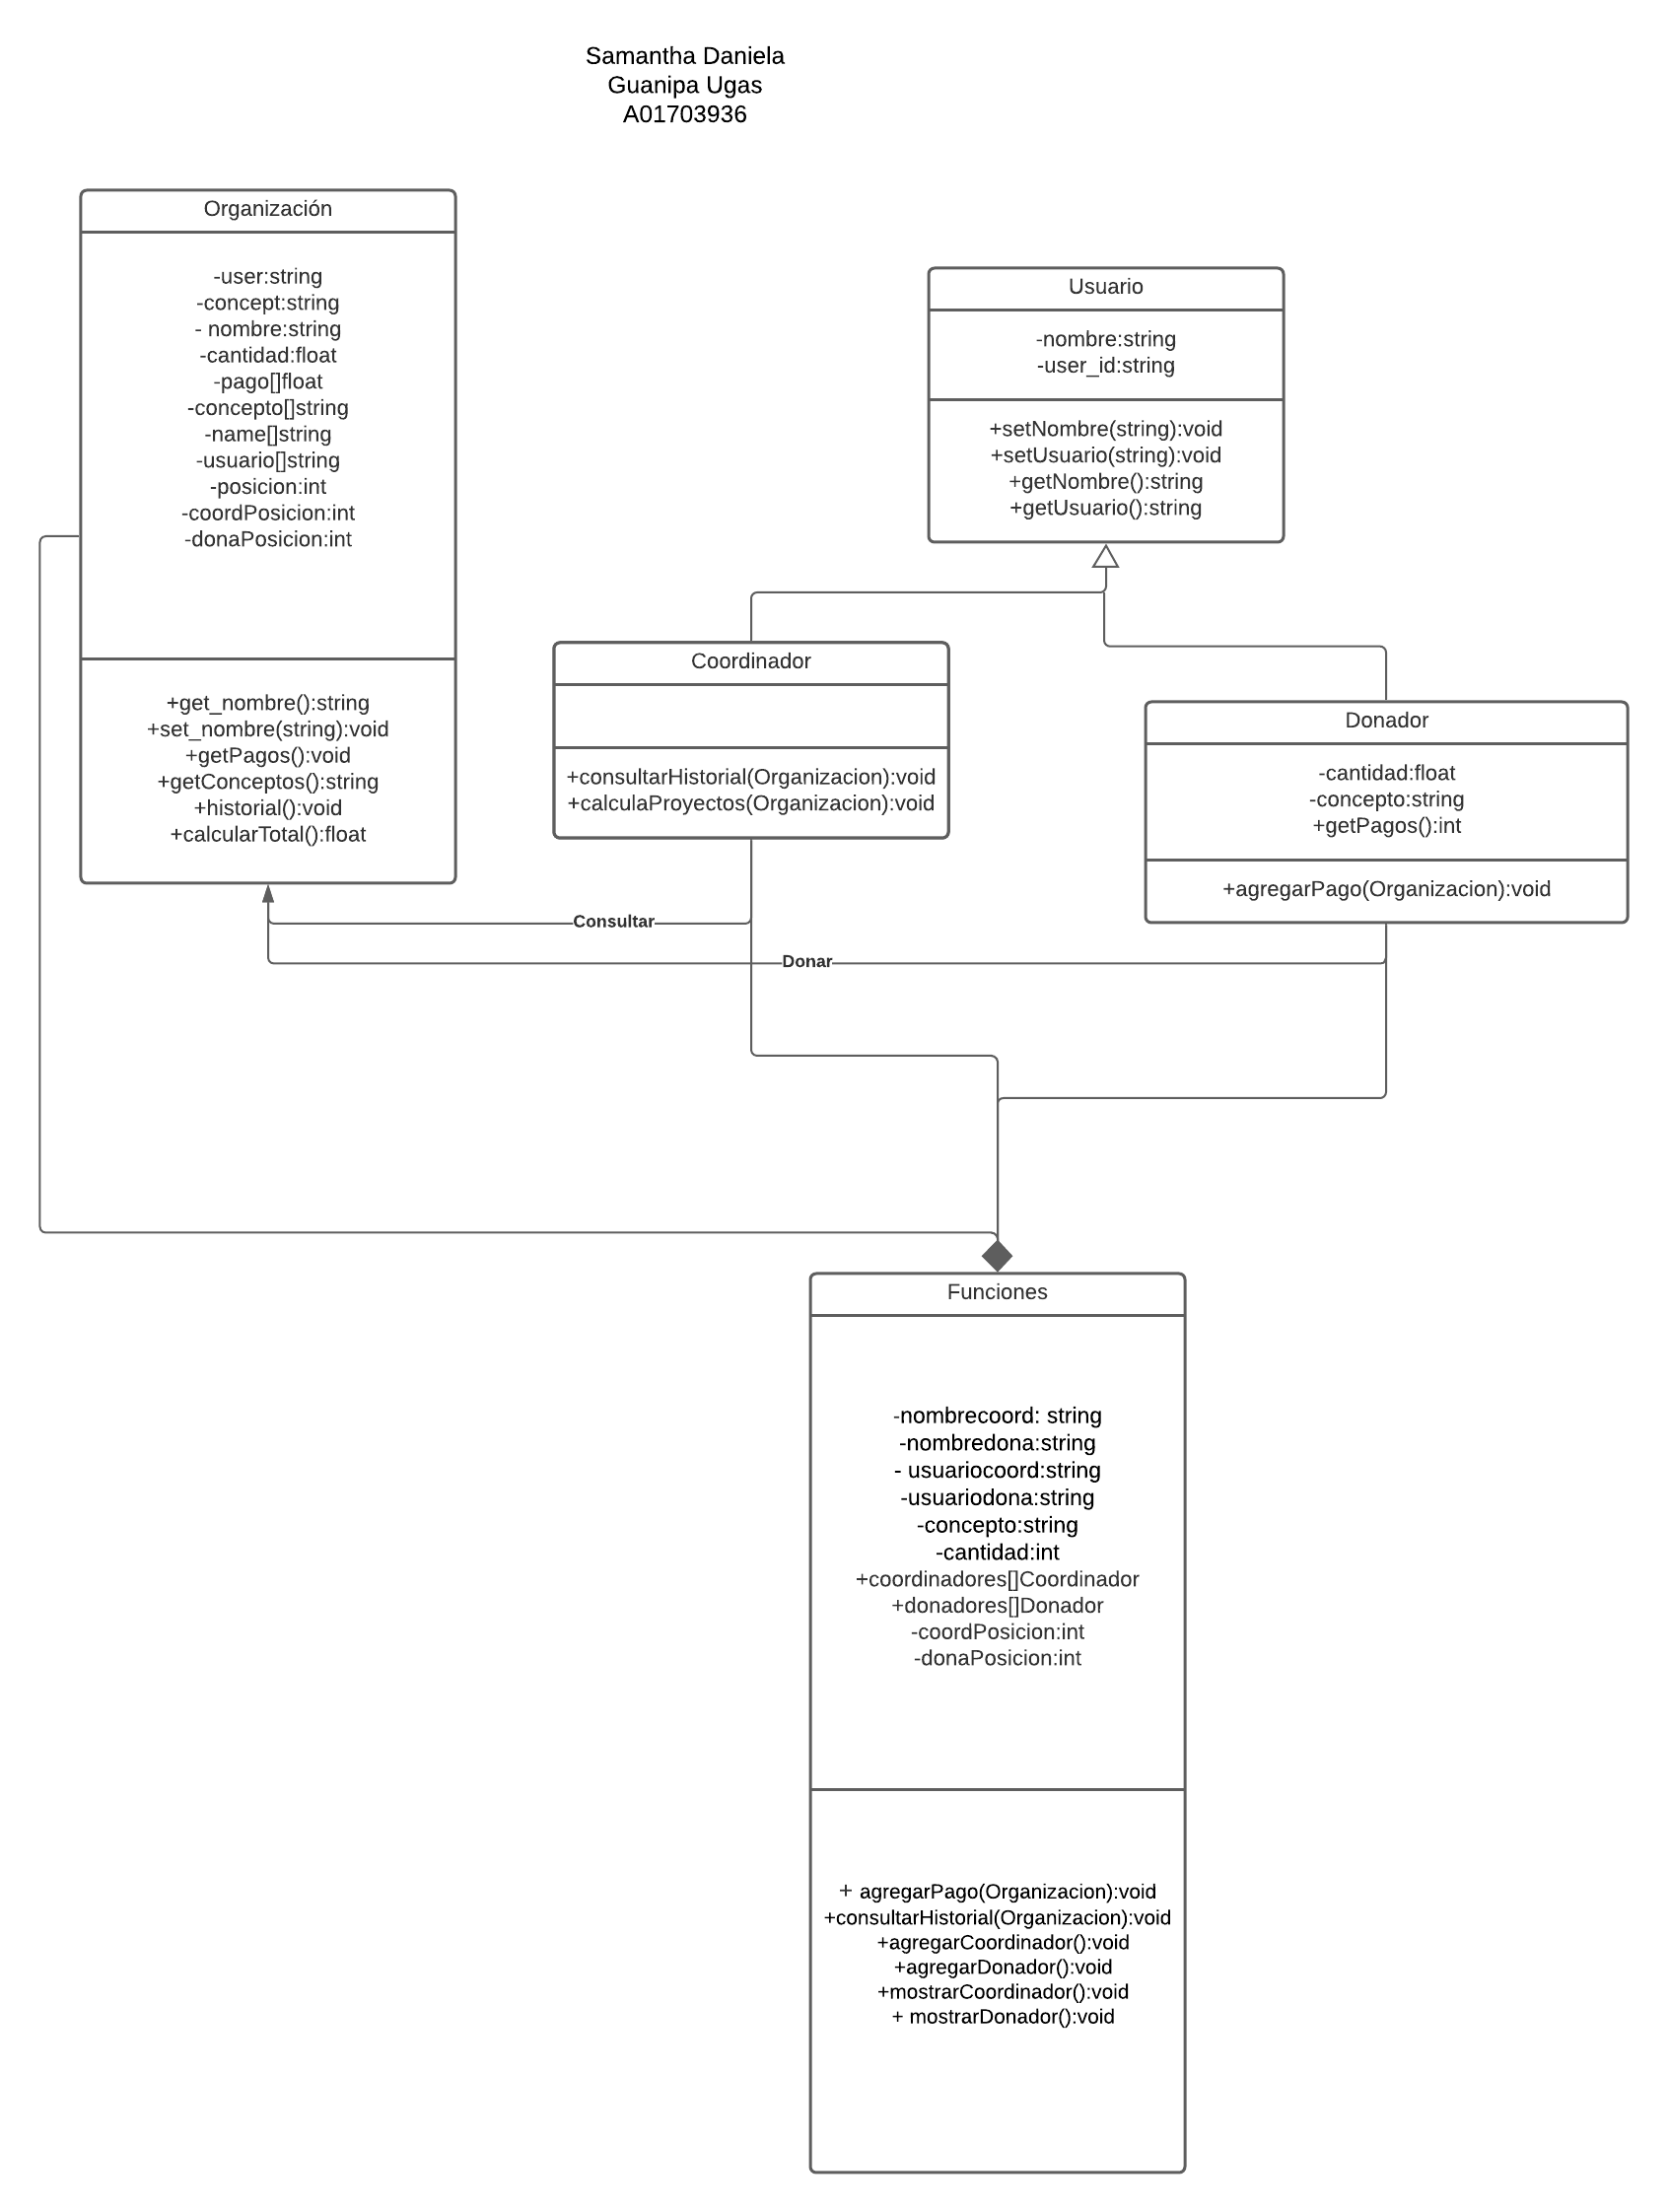 Samantha Daniela
Guanipa Ugas
A01703936
Organización
-user:string
-concept:string
- nombre:string
-cantidad:float
-pago[]float
-concepto[]string
-name[]string
-usuario[]string
-posicion:int
-coordPosicion:int
-donaPosicion:int
+get_nombre():string
+set_nombre(string):void
+getPagos():void
+getConceptos():string
+historial():void
+calcularTotal():float
Usuario
-nombre:string
-user_id:string
+setNombre(string):void
+setUsuario(string):void
+getNombre():string
+getUsuario():string
Coordinador
+consultarHistorial(Organizacion):void
+calculaProyectos(Organizacion):void
Donador
-cantidad:float
-concepto:string
+getPagos():int
+agregarPago(Organizacion):void
Consultar
Donar
Funciones
-nombrecoord: string
-nombredona:string
- usuariocoord:string
-usuariodona:string
-concepto:string
-cantidad:int
+coordinadores[]Coordinador
+donadores[]Donador
-coordPosicion:int
-donaPosicion:int
+ agregarPago(Organizacion):void
+consultarHistorial(Organizacion):void
+agregarCoordinador():void
+agregarDonador():void
+mostrarCoordinador():void
+ mostrarDonador():void